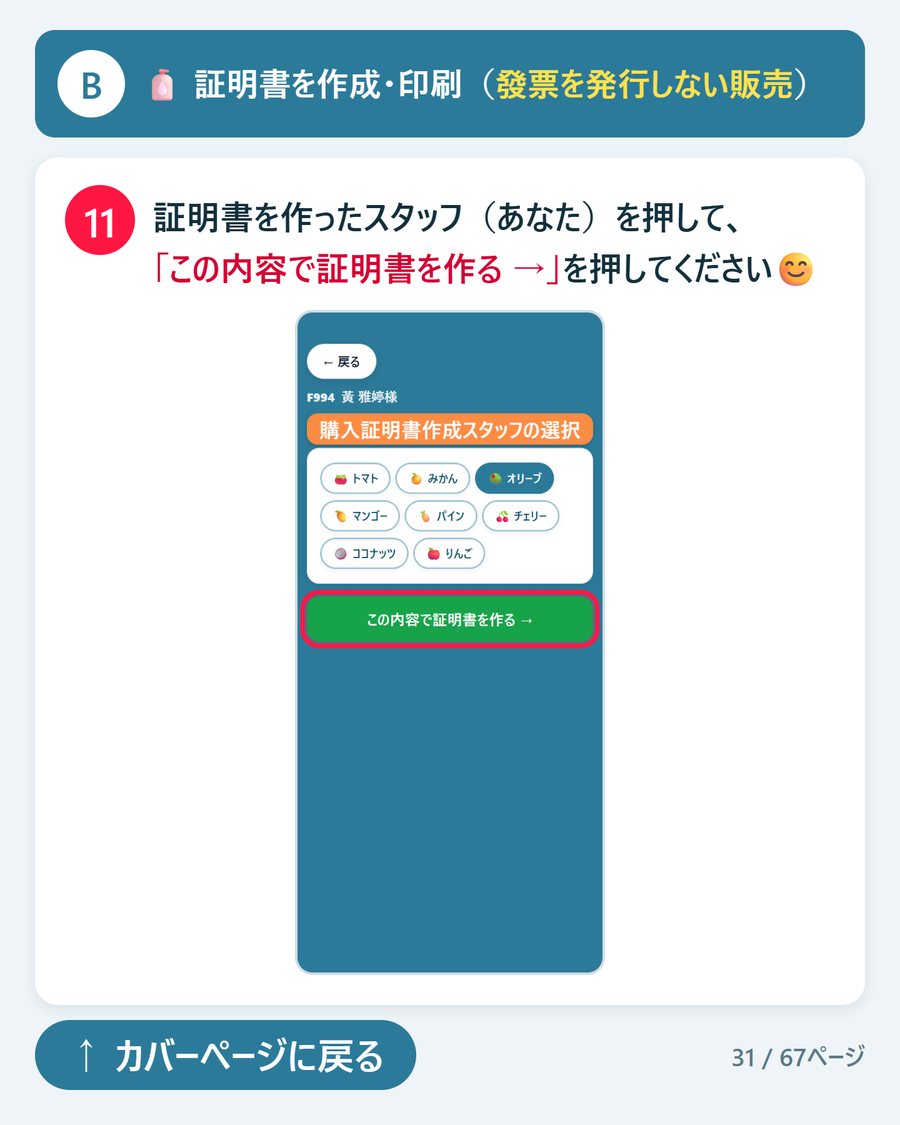 B 証明書を作成・印刷（發票を発行しない販売）
11 証明書を作ったスタッフ（あなた）を押して、
「この内容で証明書を作る →」を押してください
← 戻る
F994 黃 雅婷様
購入証明書作成スタッフの選択
トマト みかん オリーブ
マンゴー パイン チェリー
ココナッツ りんご
この内容で証明書を作る →
↑ カバーページに戻る
31 / 67ページ